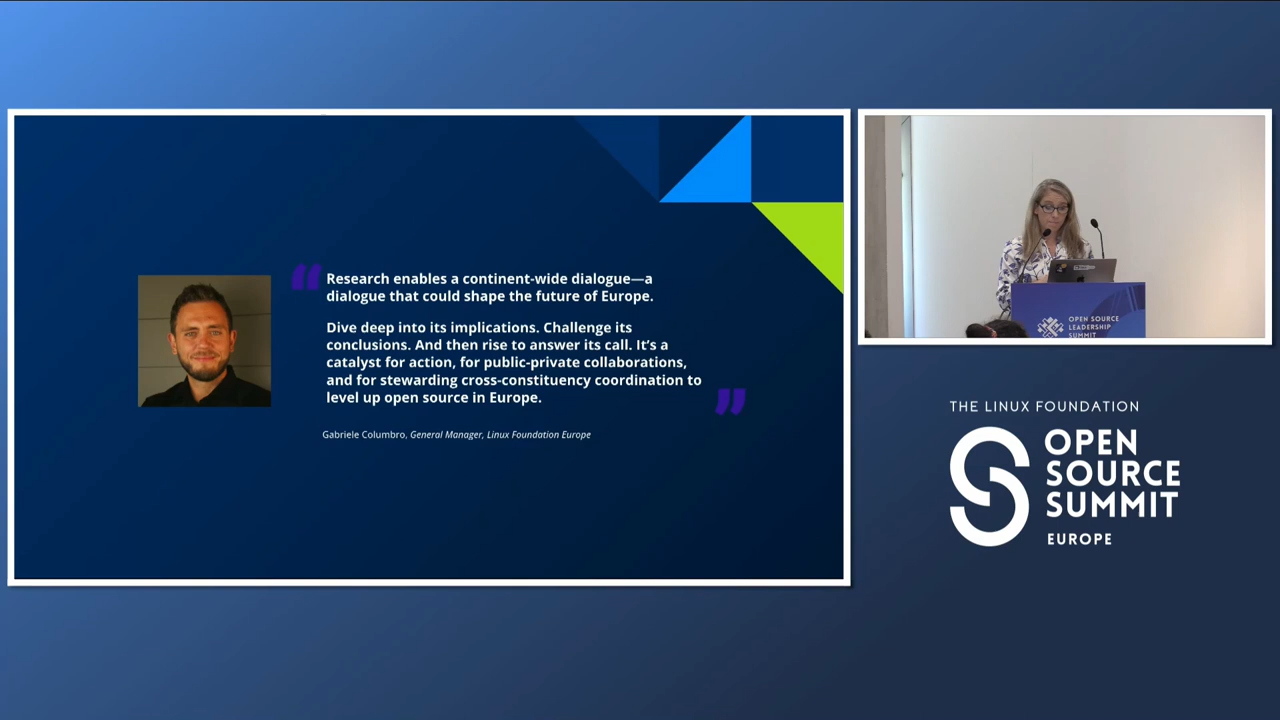 Research enables a continent-wide dialogue—a
dialogue that could shape the future of Europe.
Dive deep into its implications. Challenge its
conclusions. And then rise to answer its call. It’s a
catalyst for action, for public-private collaborations,
and for stewarding cross-constituency coordination to
level up open source in Europe.
Gabriele Columbro, General Manager, Linux Foundation Europe
OPEN SOURCE
LEADERSHIP
SUMMIT
THE LINUX FOUNDATION
OPEN
SOURCE
SUMMIT
EUROPE